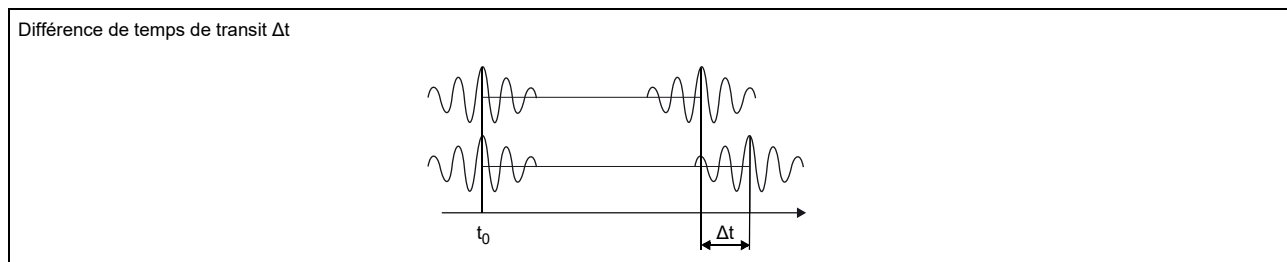 Différence de temps de transit Δt
t₀
Δt